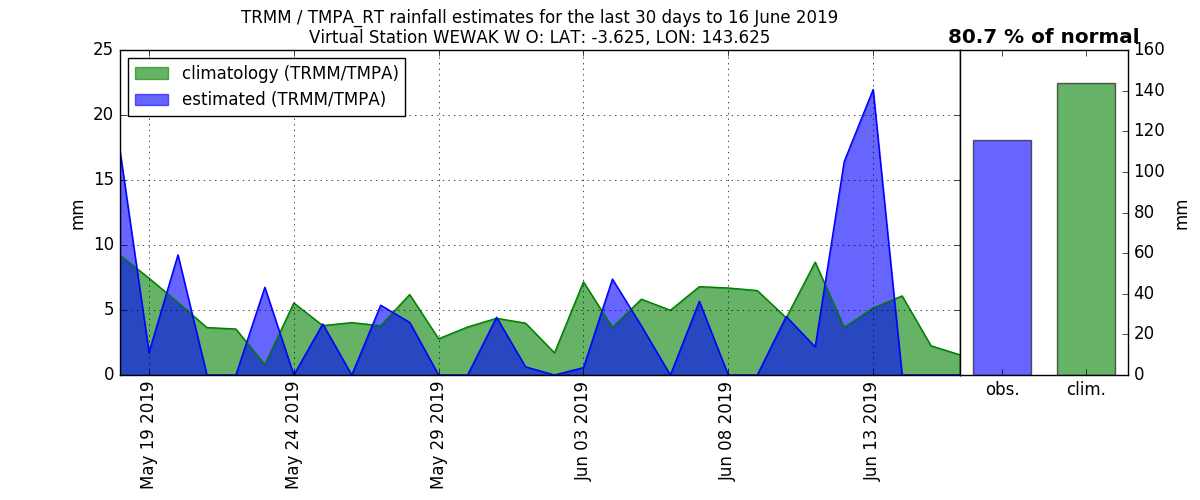 TRMM / TMPA_RT rainfall estimates for the last 30 days to 16 June 2019
Virtual Station WEWAK W O: LAT: -3.625, LON: 143.625
80.7 % of normal
climatology (TRMM/TMPA)
estimated (TRMM/TMPA)
25
20
15
10
5
0
mm
May 19 2019
May 24 2019
May 29 2019
Jun 03 2019
Jun 08 2019
Jun 13 2019
160
140
120
100
80
60
40
20
0
mm
obs.
clim.